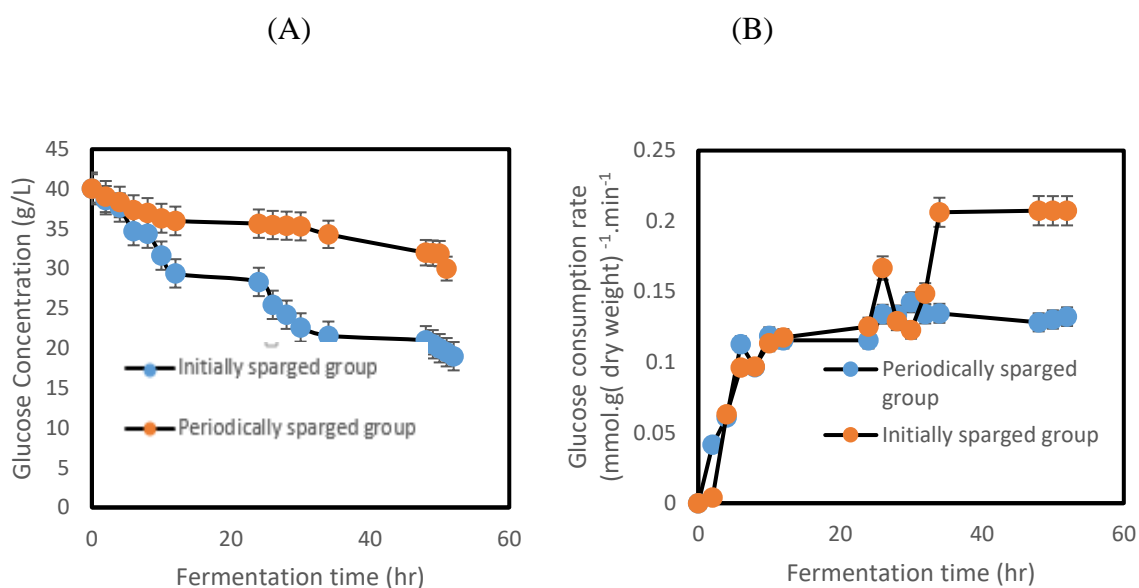 (A)
(B)
Glucose Concentration (g/L)
45
40
35
30
25
20
15
10
5
0
0
20
40
60
Fermentation time (hr)
Initially sparged group
Periodically sparged group
Glucose consumption rate
(mmol.g( dry weight) ⁻¹.min⁻¹
0.25
0.2
0.15
0.1
0.05
0
0
20
40
60
Fermentation time (hr)
Periodically sparged
group
Initially sparged group